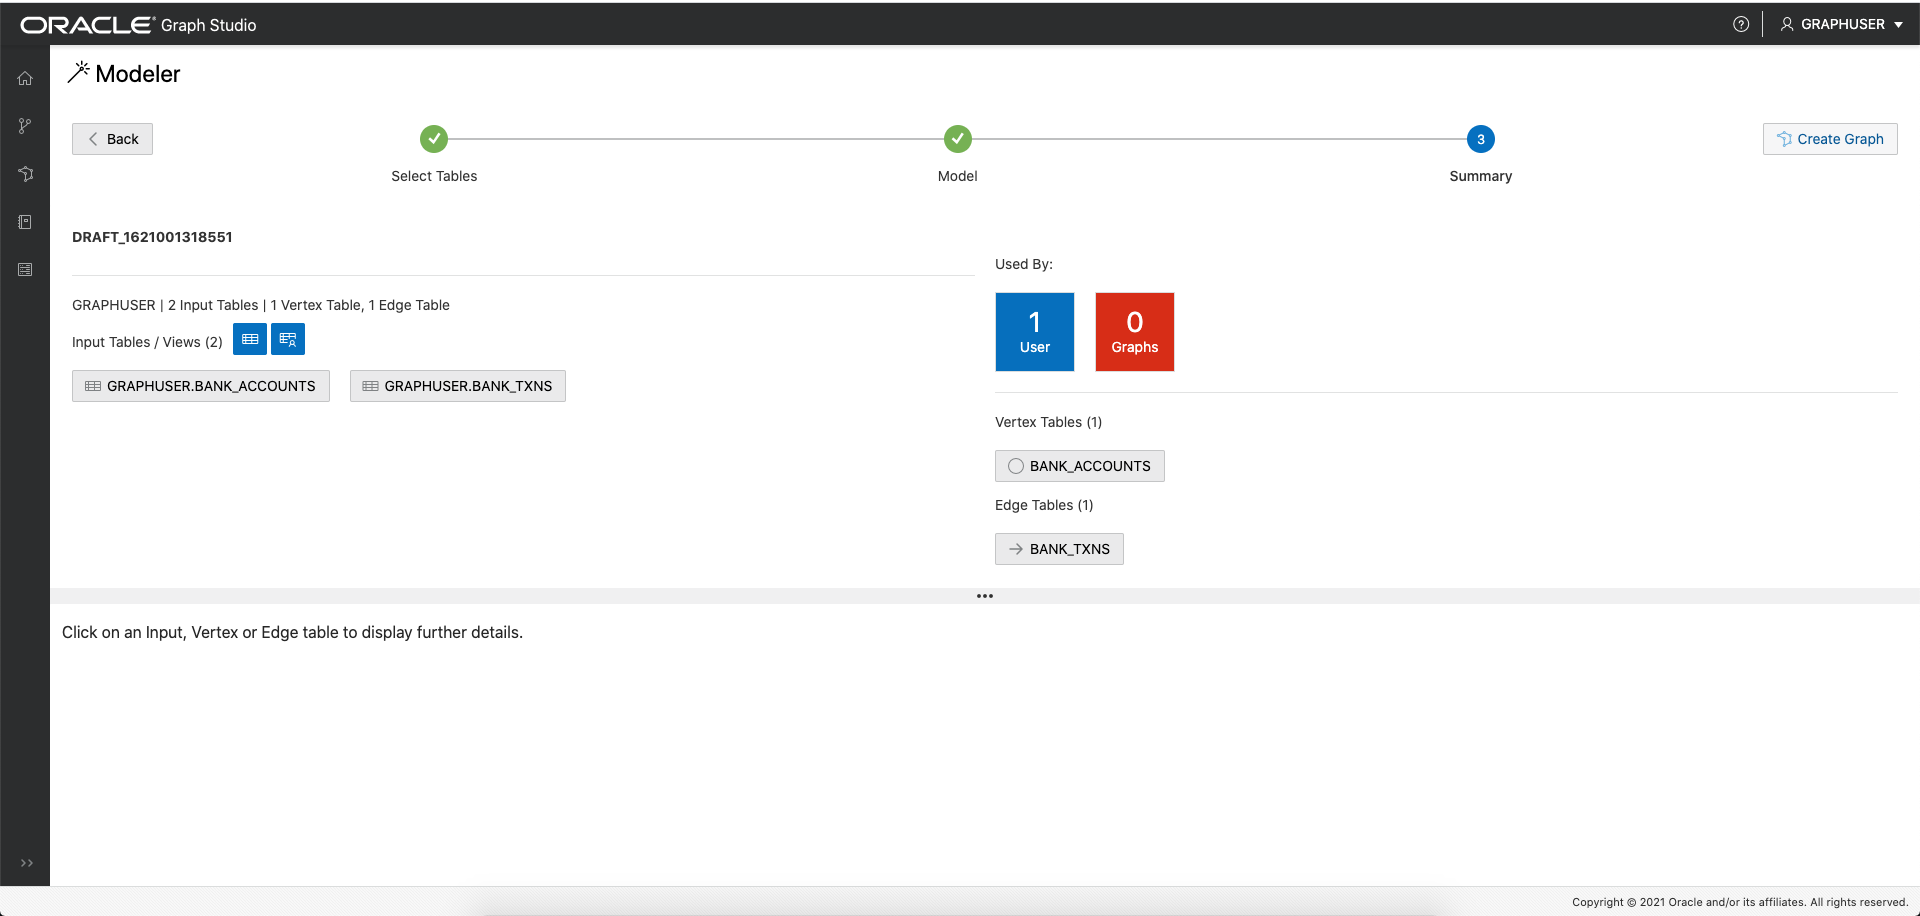 ORACLE® Graph Studio
GRAPHUSER
Modeler
Back
Select Tables
Model
3
Summary
Create Graph
DRAFT_1621001318551
GRAPHUSER | 2 Input Tables | 1 Vertex Table, 1 Edge Table
Input Tables / Views (2)
GRAPHUSER.BANK_ACCOUNTS
GRAPHUSER.BANK_TXNS
Used By:
1
User
0
Graphs
Vertex Tables (1)
BANK_ACCOUNTS
Edge Tables (1)
BANK_TXNS
Click on an Input, Vertex or Edge table to display further details.
Copyright © 2021 Oracle and/or its affiliates. All rights reserved.